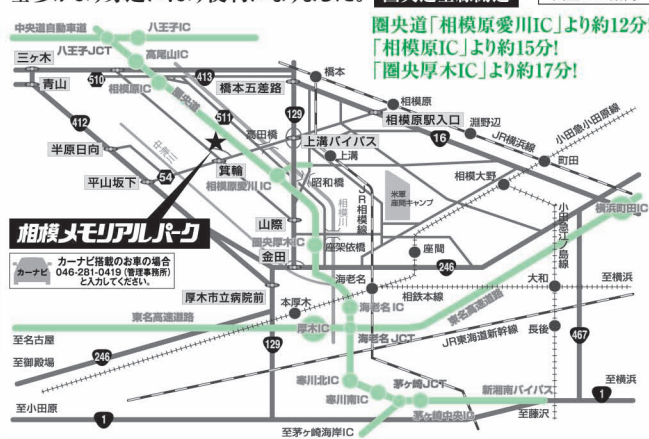 圏央道「相模原愛川IC」より約12分!
「相模原IC」より約15分!
「圏央厚木IC」より約17分!
中央自動車道
八王子IC
八王子JCT
高尾山IC
三ヶ木
青山
510
413
橋本五差路
橋本
相模原IC
圏央道
511
129
相模原
相模原駅入口
淵野辺
JR横浜線
小田急小田原線
412
高田橋
上溝バイパス
上溝
16
町田
半原日向
箕輪
54
平山坂下
相模原愛川IC
昭和橋
相模川
JR相模線
米軍
座間キャンプ
相模大野
小田急江ノ島線
横浜町田IC
相模メモリアルパーク
山際
圏央厚木IC
座架依橋
座間
カーナビ
カーナビ搭載のお車の場合
046-281-0419(管理事務所)
と入力してください。
金田
246
海老名
大和
至横浜
厚木市立病院前
本厚木
相鉄本線
海老名IC
東名高速道路
東名高速道路
至名古屋
厚木IC
海老名JCT
JR東海道新幹線
長後
467
至御殿場
246
129
寒川北IC
茅ヶ崎JCT
新湘南バイパス
寒川南IC
至横浜
至小田原
1
茅ヶ崎中央IC
至藤沢
1
至茅ヶ崎海岸IC